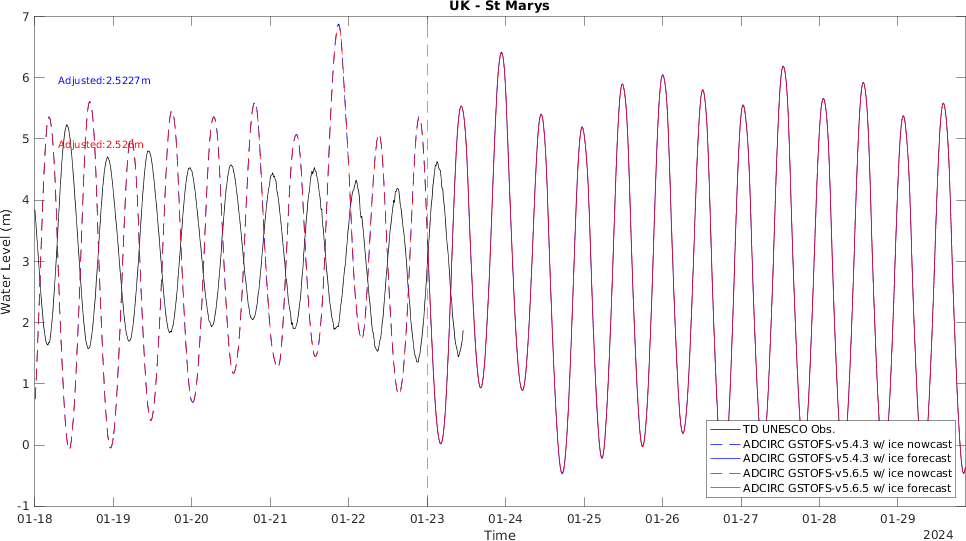 UK - St Marys
7
6
5
4
3
2
1
0
-1
Water Level (m)
Adjusted:2.5227m
Adjusted:2.526m
TD UNESCO Obs.
ADCIRC GSTOFS-v5.4.3 w/ ice nowcast
ADCIRC GSTOFS-v5.4.3 w/ ice forecast
ADCIRC GSTOFS-v5.6.5 w/ ice nowcast
ADCIRC GSTOFS-v5.6.5 w/ ice forecast
01-18 01-19 01-20 01-21 01-22 01-23 01-24 01-25 01-26 01-27 01-28 01-29
Time
2024